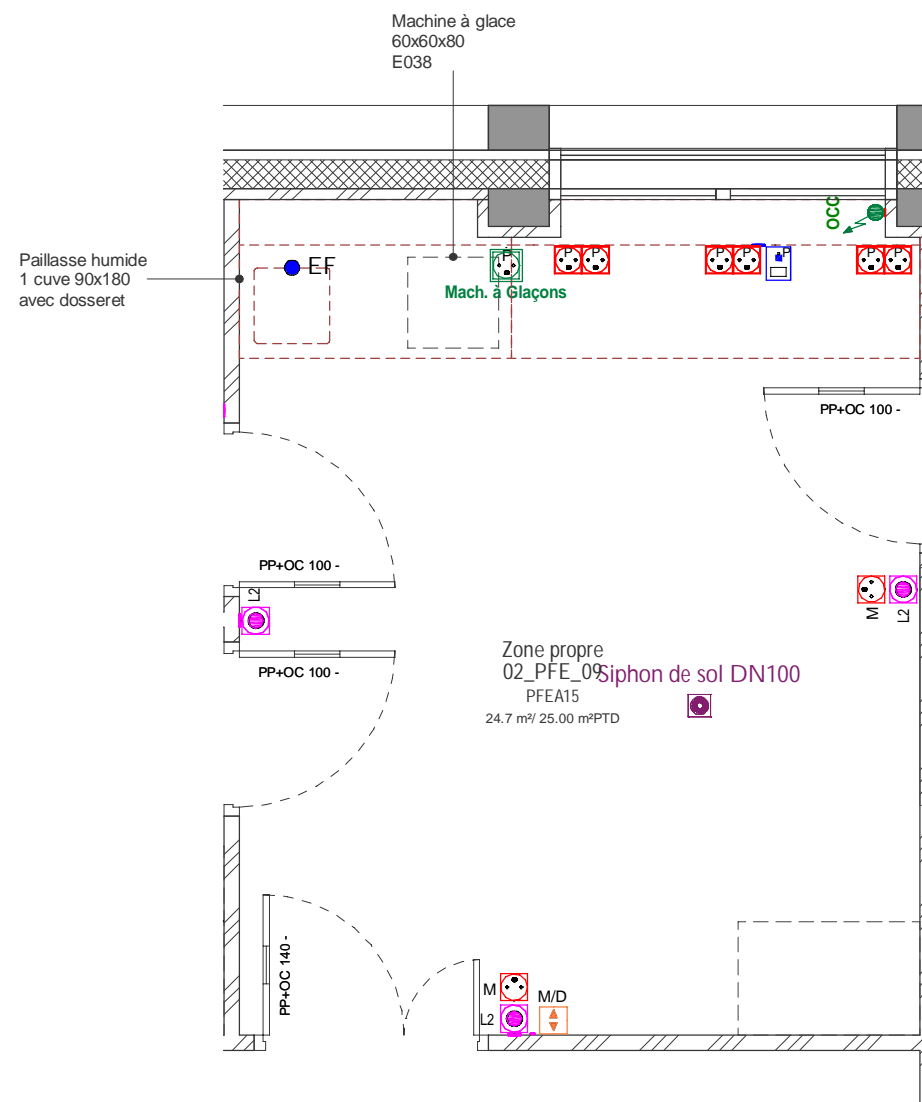 Machine à glace
60x60x80
E038
Paillasse humide
1 cuve 90x180
avec dosseret
EF
P
Mach. à Glaçons
P
P
P
P
P
P
P
OCC
PP+OC 100 -
PP+OC 100 -
L2
PP+OC 100 -
M
L2
Zone propre
02_PFE_09
Siphon de sol DN100
PFEA15
24.7 m²/ 25.00 m²PTD
PP+OC 140 -
M
L2
M/D